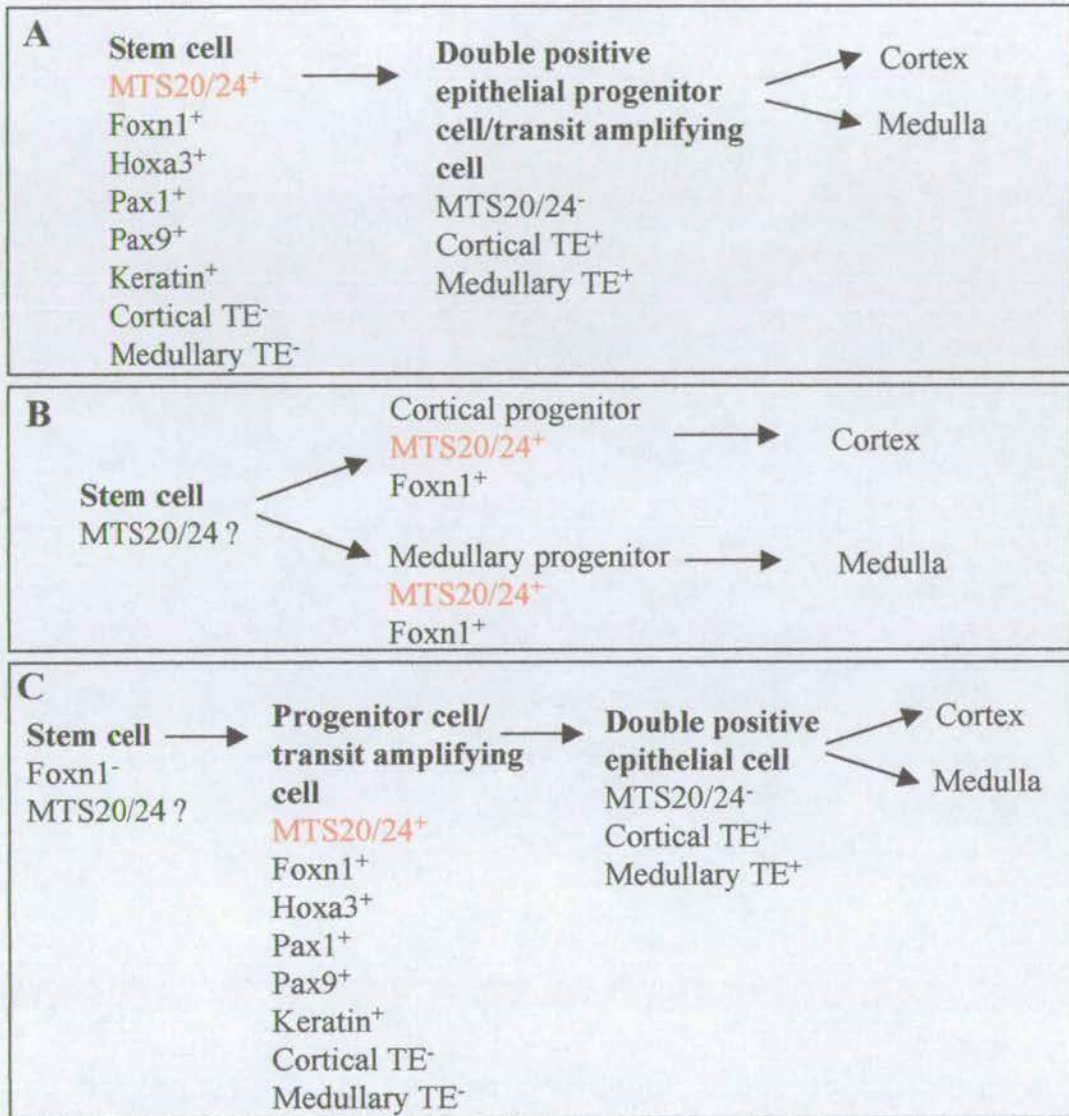 A
Stem cell
MTS20/24⁺
Foxn1⁺
Hoxa3⁺
Pax1⁺
Pax9⁺
Keratin⁺
Cortical TE⁻
Medullary TE⁻
Double positive
epithelial progenitor
cell/transit amplifying
cell
MTS20/24⁻
Cortical TE⁺
Medullary TE⁺
Cortex
Medulla
B
Stem cell
MTS20/24 ?
Cortical progenitor
MTS20/24⁺
Foxn1⁺
Cortex
Medullary progenitor
MTS20/24⁺
Foxn1⁺
Medulla
C
Stem cell
Foxn1⁻
MTS20/24 ?
Progenitor cell/
transit amplifying
cell
MTS20/24⁺
Foxn1⁺
Hoxa3⁺
Pax1⁺
Pax9⁺
Keratin⁺
Cortical TE⁻
Medullary TE⁻
Double positive
epithelial cell
MTS20/24⁻
Cortical TE⁺
Medullary TE⁺
Cortex
Medulla